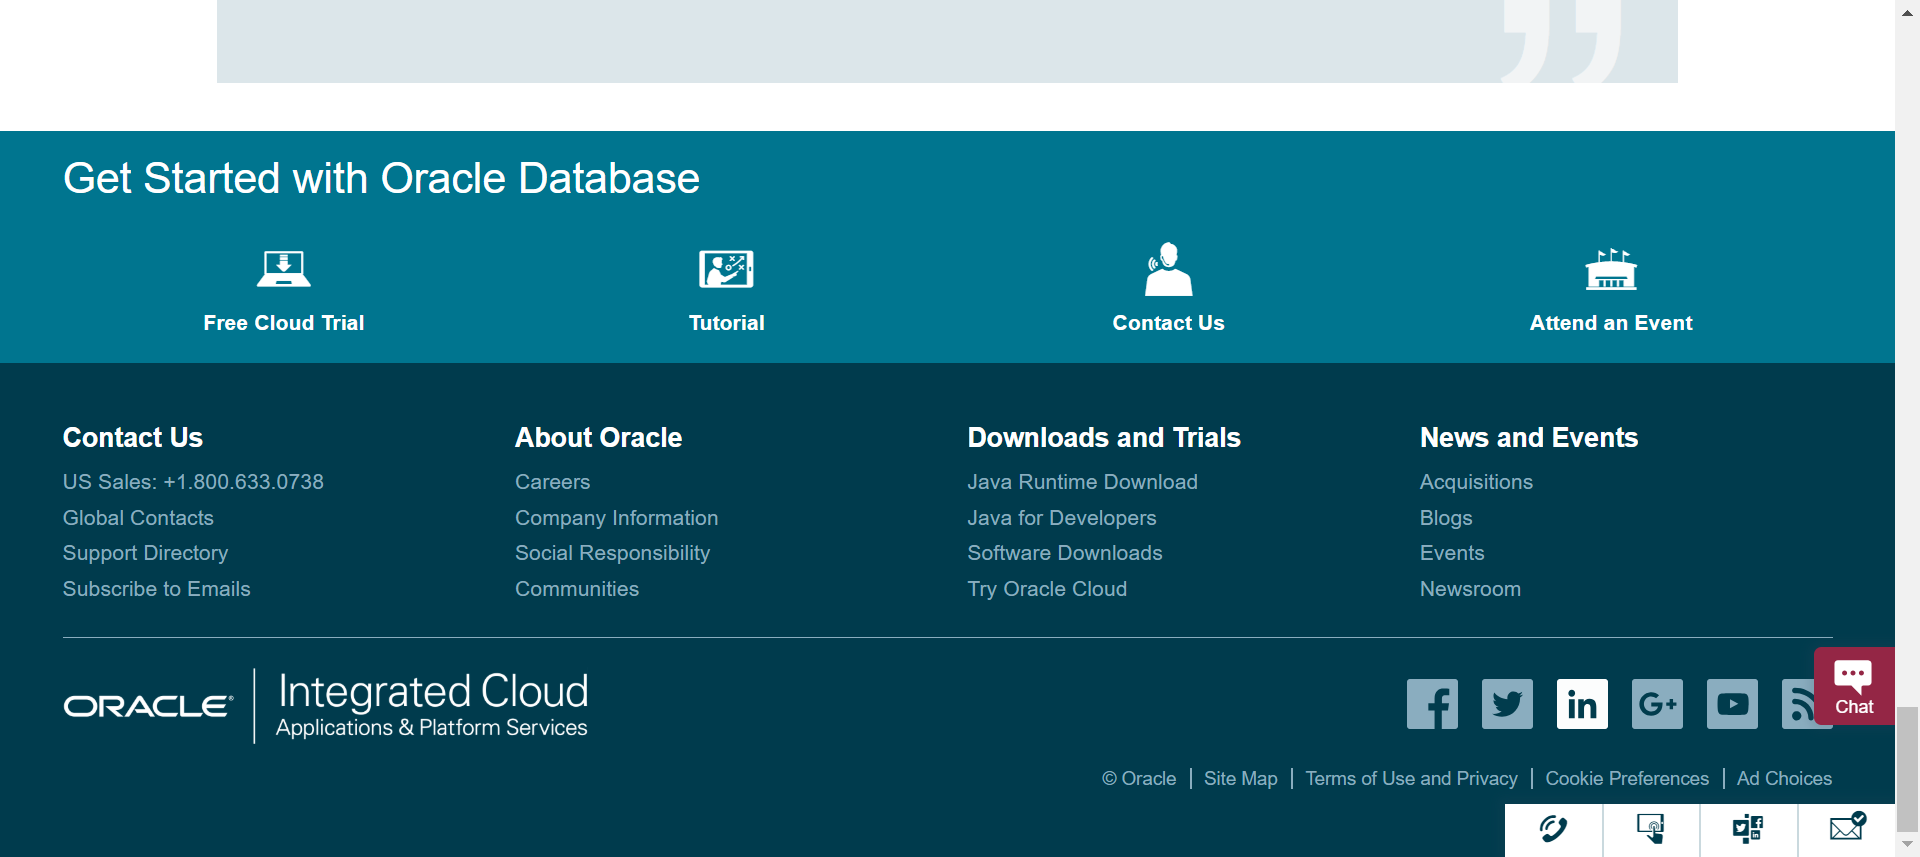 Get Started with Oracle Database
Free Cloud Trial
Tutorial
Contact Us
Attend an Event
Contact Us
US Sales: +1.800.633.0738
Global Contacts
Support Directory
Subscribe to Emails
About Oracle
Careers
Company Information
Social Responsibility
Communities
Downloads and Trials
Java Runtime Download
Java for Developers
Software Downloads
Try Oracle Cloud
News and Events
Acquisitions
Blogs
Events
Newsroom
ORACLE®
Integrated Cloud
Applications & Platform Services
in
G+
Chat
© Oracle | Site Map | Terms of Use and Privacy | Cookie Preferences | Ad Choices